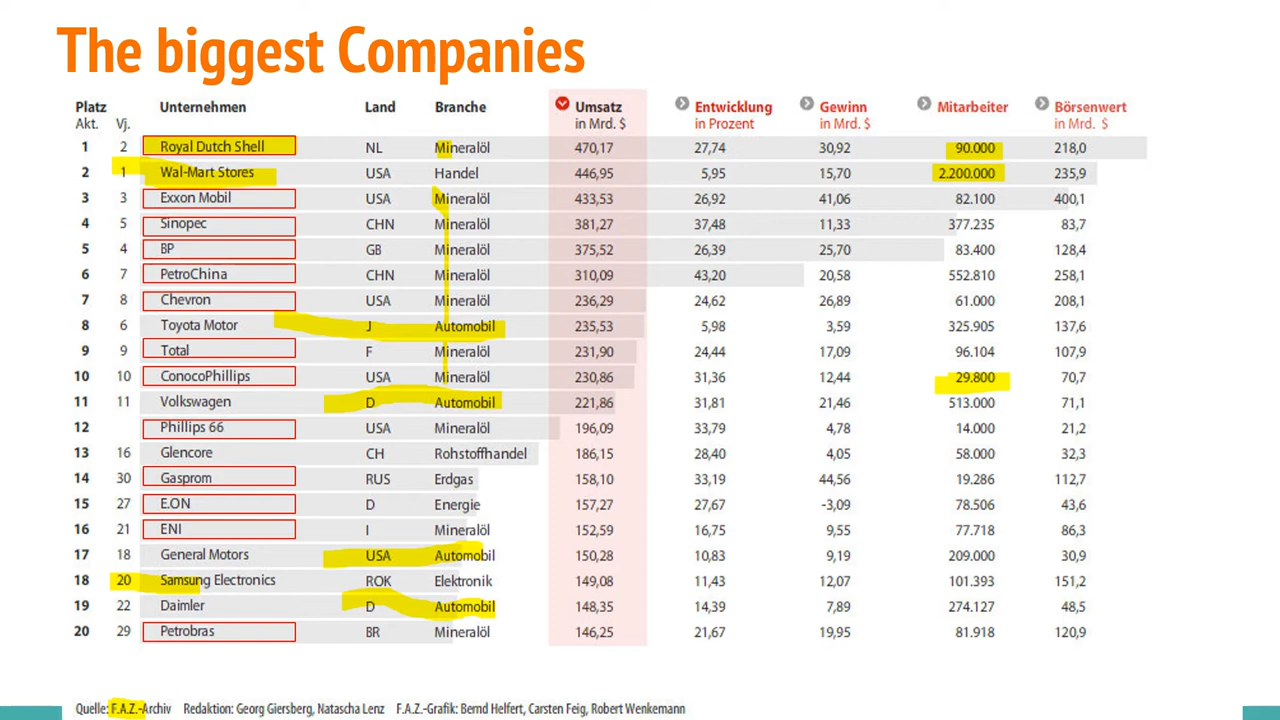 The biggest Companies
Platz Unternehmen Land Branche Umsatz Entwicklung Gewinn Mitarbeiter Börsenwert
Akt. Vj. in Mrd. $ in Prozent in Mrd. $ in Mrd. $
1 2 Royal Dutch Shell NL Mineralöl 470,17 27,74 30,92 90.000 218,0
2 1 Wal-Mart Stores USA Handel 446,95 5,95 15,70 2.200.000 235,9
3 3 Exxon Mobil USA Mineralöl 433,53 26,92 41,06 82.100 400,1
4 5 Sinopec CHN Mineralöl 381,27 37,48 11,33 377.235 83,7
5 4 BP GB Mineralöl 375,52 26,39 25,70 83.400 128,4
6 7 PetroChina CHN Mineralöl 310,09 43,20 20,58 552.810 258,1
7 8 Chevron USA Mineralöl 236,29 24,62 26,89 61.000 208,1
8 6 Toyota Motor J Automobil 235,53 5,98 3,59 325.905 137,6
9 9 Total F Mineralöl 231,90 24,44 17,09 96.104 107,9
10 10 ConocoPhillips USA Mineralöl 230,86 31,36 12,44 29.800 70,7
11 11 Volkswagen D Automobil 221,86 31,81 21,46 513.000 71,1
12 Phillips 66 USA Mineralöl 196,09 33,79 4,78 14.000 21,2
13 16 Glencore CH Rohstoffhandel 186,15 28,40 4,05 58.000 32,3
14 30 Gasprom RUS Erdgas 158,10 33,19 44,56 19.286 112,7
15 27 E.ON D Energie 157,27 27,67 -3,09 78.506 43,6
16 21 ENI I Mineralöl 152,59 16,75 9,55 77.718 86,3
17 18 General Motors USA Automobil 150,28 10,83 9,19 209.000 30,9
18 20 Samsung Electronics ROK Elektronik 149,08 11,43 12,07 101.393 151,2
19 22 Daimler D Automobil 148,35 14,39 7,89 274.127 48,5
20 29 Petrobras BR Mineralöl 146,25 21,67 19,95 81.918 120,9
Quelle: F.A.Z.-Archiv Redaktion: Georg Giersberg, Natascha Lenz F.A.Z.-Grafik: Bernd Helfert, Carsten Feig, Robert Wenkemann